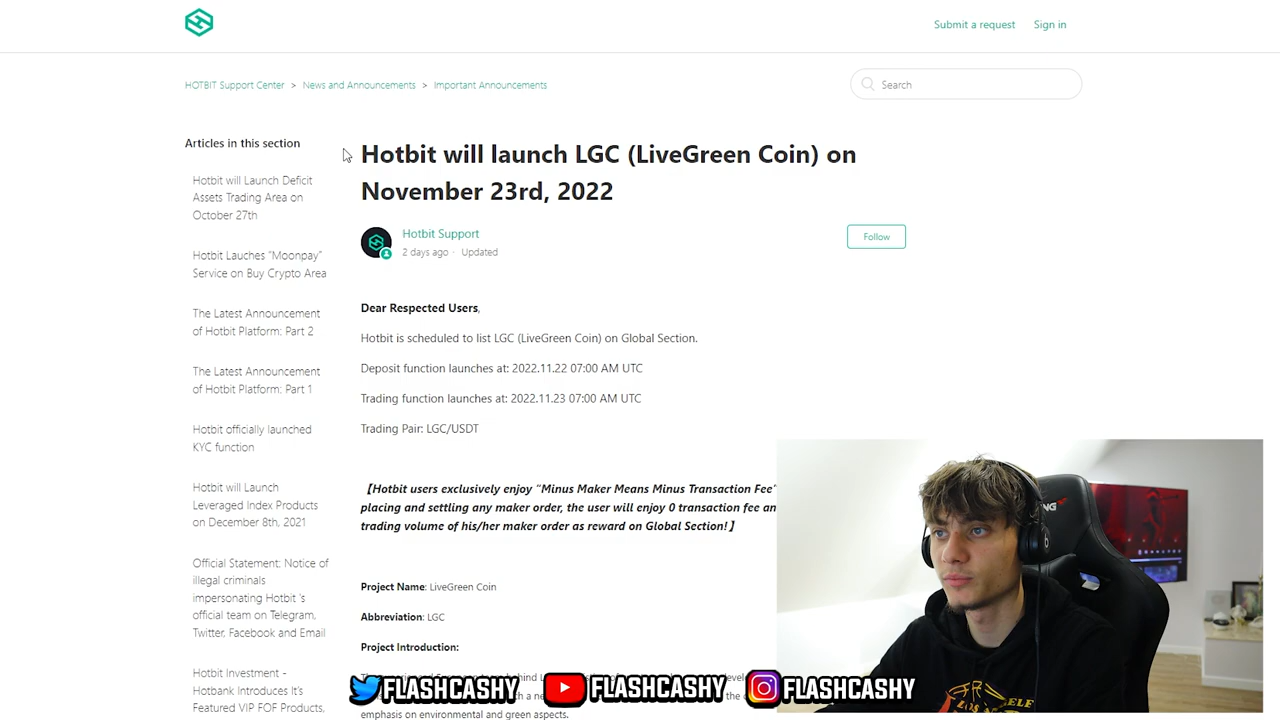 Submit a request
Sign in
HOTBIT Support Center > News and Announcements > Important Announcements
Search
Articles in this section
Hotbit will Launch Deficit
Assets Trading Area on
October 27th
Hotbit Lauches "Moonpay"
Service on Buy Crypto Area
The Latest Announcement
of Hotbit Platform: Part 2
The Latest Announcement
of Hotbit Platform: Part 1
Hotbit officially launched
KYC function
Hotbit will Launch
Leveraged Index Products
on December 8th, 2021
Official Statement: Notice of
illegal criminals
impersonating Hotbit 's
official team on Telegram,
Twitter, Facebook and Email
Hotbit Investment -
Hotbank Introduces It's
Featured VIP FOF Products,
Hotbit will launch LGC (LiveGreen Coin) on
November 23rd, 2022
Hotbit Support
2 days ago · Updated
Follow
Dear Respected Users,
Hotbit is scheduled to list LGC (LiveGreen Coin) on Global Section.
Deposit function launches at: 2022.11.22 07:00 AM UTC
Trading function launches at: 2022.11.23 07:00 AM UTC
Trading Pair: LGC/USDT
【Hotbit users exclusively enjoy "Minus Maker Means Minus Transaction Fee"
placing and settling any maker order, the user will enjoy 0 transaction fee an
trading volume of his/her maker order as reward on Global Section!】
Project Name: LiveGreen Coin
Abbreviation: LGC
Project Introduction:
emphasis on environmental and green aspects.
FLASHCASHY
FLASHCASHY
FLASHCASHY